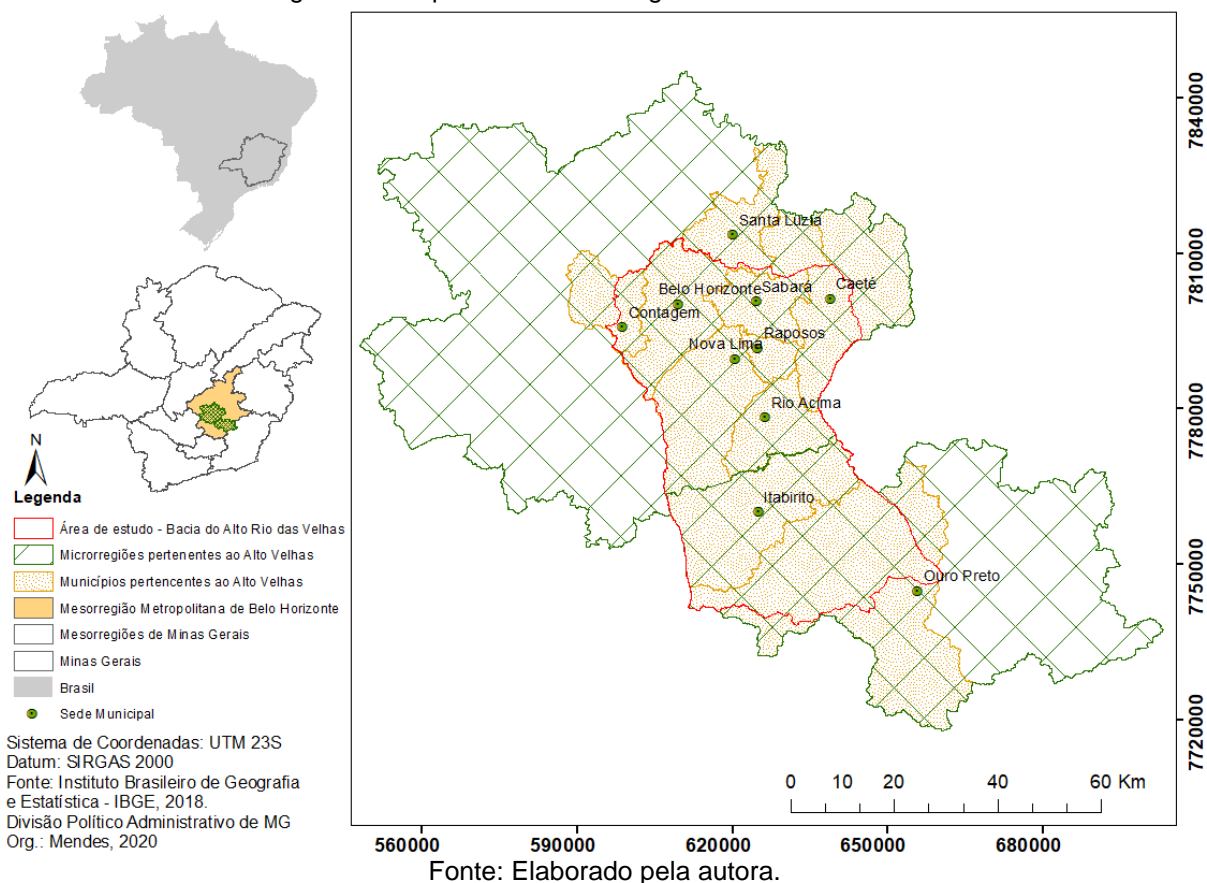 Santa Luzia
Belo Horizonte
Sabará
Caeté
Contagem
Raposos
Nova Lima
Rio Acima
Itabirito
Ouro Preto
7840000
7810000
7780000
7750000
7720000
0 10 20 40 60 Km
560000 590000 620000 650000 680000
N
Legenda
Área de estudo - Bacia do Alto Rio das Velhas
Microrregiões pertenentes ao Alto Velhas
Municípios pertencentes ao Alto Velhas
Mesorregião Metropolitana de Belo Horizonte
Mesorregiões de Minas Gerais
Minas Gerais
Brasil
Sede Municipal
Sistema de Coordenadas: UTM 23S
Datum: SIRGAS 2000
Fonte: Instituto Brasileiro de Geografia
e Estatística - IBGE, 2018.
Divisão Político Administrativo de MG
Org.: Mendes, 2020
Fonte: Elaborado pela autora.